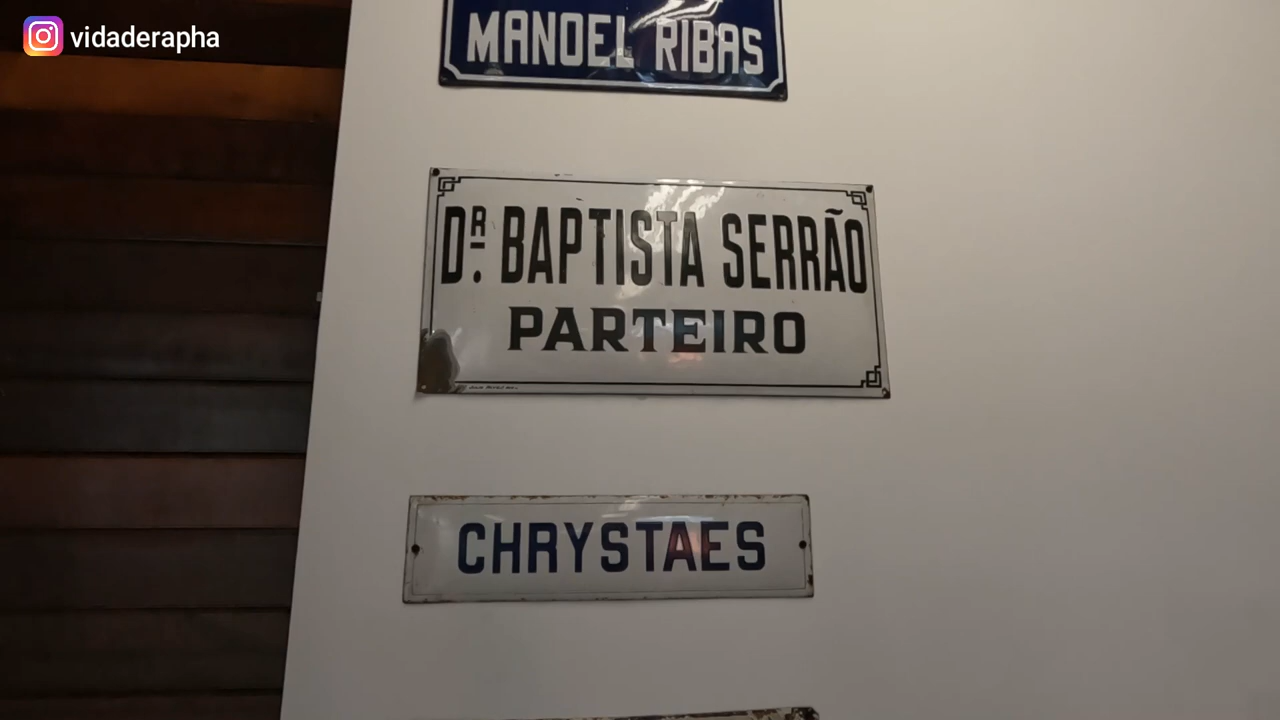 vidaderapha
MANOEL RIBAS
DR. BAPTISTA SERRÃO
PARTEIRO
CHRYSTAES